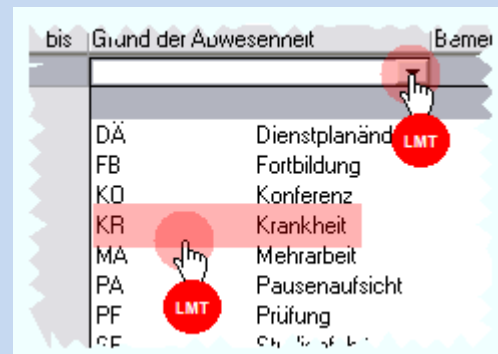 bis Grund der Abwesenheit Bemer
DÄ Dienstplanänd
LMT
FB Fortbildung
KO Konferenz
KR Krankheit
MA Mehrarbeit
PA Pausenaufsicht
LMT
PF Prüfung